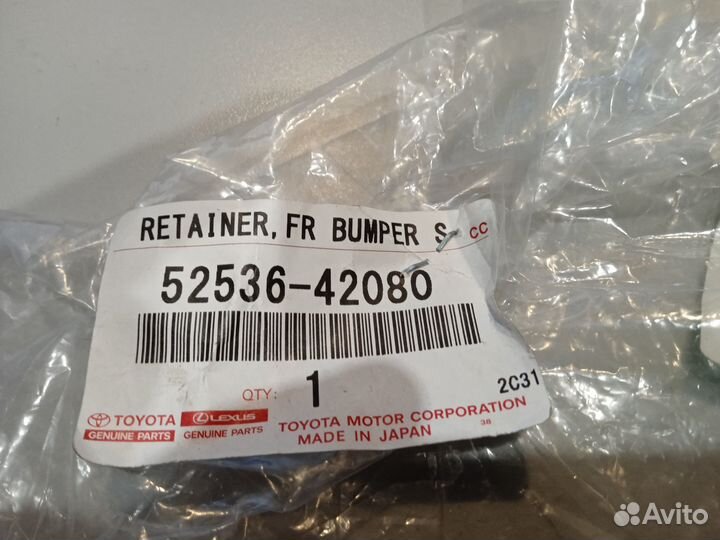 RETAINER, FR BUMPER S
CC
52536-42080
QTY: 1
2C31
TOYOTA
GENUINE PARTS
LEXUS
GENUINE PARTS
TOYOTA MOTOR CORPORATION
MADE IN JAPAN
38
Avito